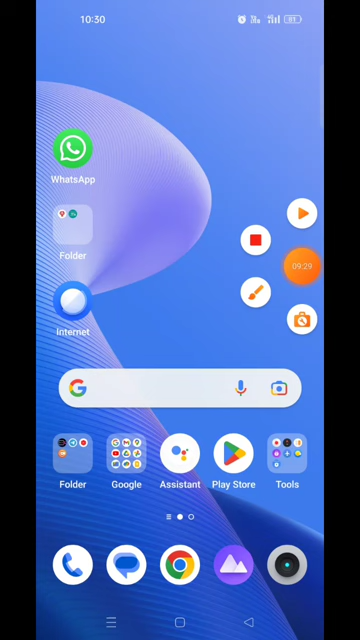 10:30
WhatsApp
Folder
09:29
Internet
Folder
Google
Assistant
Play Store
Tools